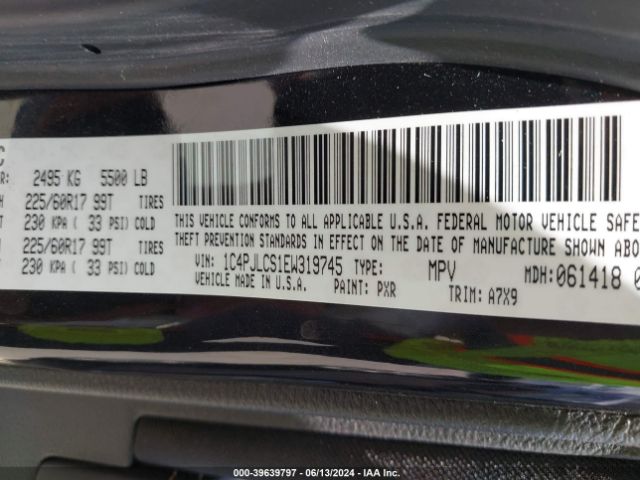 C
R: 2495 KG 5500 LB
H 225/60R17 99T TIRES
T 230 KPA ( 33 PSI) COLD
225/60R17 99T TIRES
T 230 KPA ( 33 PSI) COLD
THIS VEHICLE CONFORMS TO ALL APPLICABLE U.S.A. FEDERAL MOTOR VEHICLE SAFE
THEFT PREVENTION STANDARDS IN EFFECT ON THE DATE OF MANUFACTURE SHOWN ABO
VIN: 1C4PJLCS1EW319745 TYPE: MPV MDH:061418 0
VEHICLE MADE IN U.S.A. PAINT: PXR TRIM: A7X9
000-39639797 - 06/13/2024 - IAA Inc.